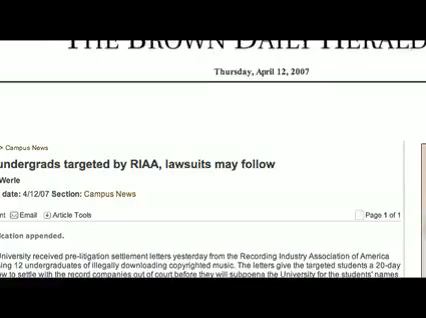 THE BROWN DAILY HERALD
Thursday, April 12, 2007
> Campus News
undergrads targeted by RIAA, lawsuits may follow
Werle
date: 4/12/07 Section: Campus News
nt Email Article Tools
Page 1 of 1
ication appended.
niversity received pre-litigation settlement letters yesterday from the Recording Industry Association of America
sing 12 undergraduates of illegally downloading copyrighted music. The letters give the targeted students a 20-day
ow to settle with the record companies out of court before they will subpoena the University for the students' names